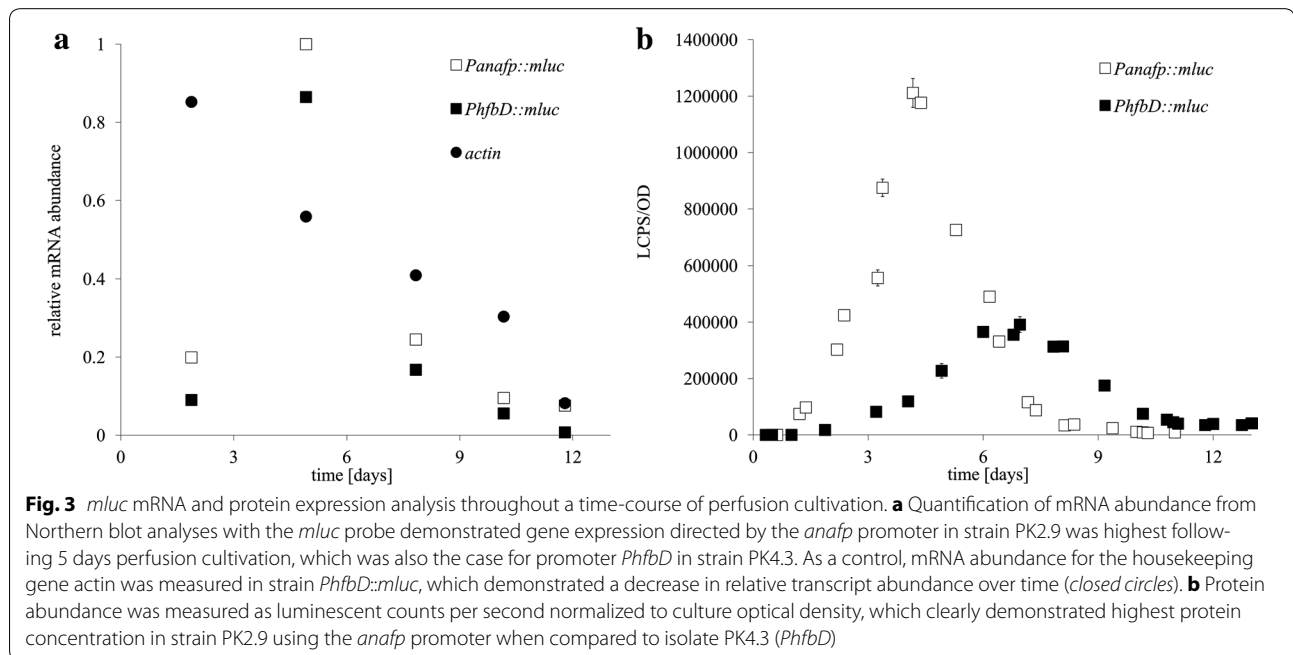 a
1
0.8
0.6
0.4
0.2
0
0
3
6
9
12
relative mRNA abundance
time [days]
Panafp::mluc
PhfbD::mluc
actin
b
1400000
1200000
1000000
800000
600000
400000
200000
0
0
3
6
9
12
LCPS/OD
time [days]
Panafp::mluc
PhfbD::mluc
Fig. 3 mluc mRNA and protein expression analysis throughout a time-course of perfusion cultivation. a Quantification of mRNA abundance from
Northern blot analyses with the mluc probe demonstrated gene expression directed by the anafp promoter in strain PK2.9 was highest follow-
ing 5 days perfusion cultivation, which was also the case for promoter PhfbD in strain PK4.3. As a control, mRNA abundance for the housekeeping
gene actin was measured in strain PhfbD::mluc, which demonstrated a decrease in relative transcript abundance over time (closed circles). b Protein
abundance was measured as luminescent counts per second normalized to culture optical density, which clearly demonstrated highest protein
concentration in strain PK2.9 using the anafp promoter when compared to isolate PK4.3 (PhfbD)